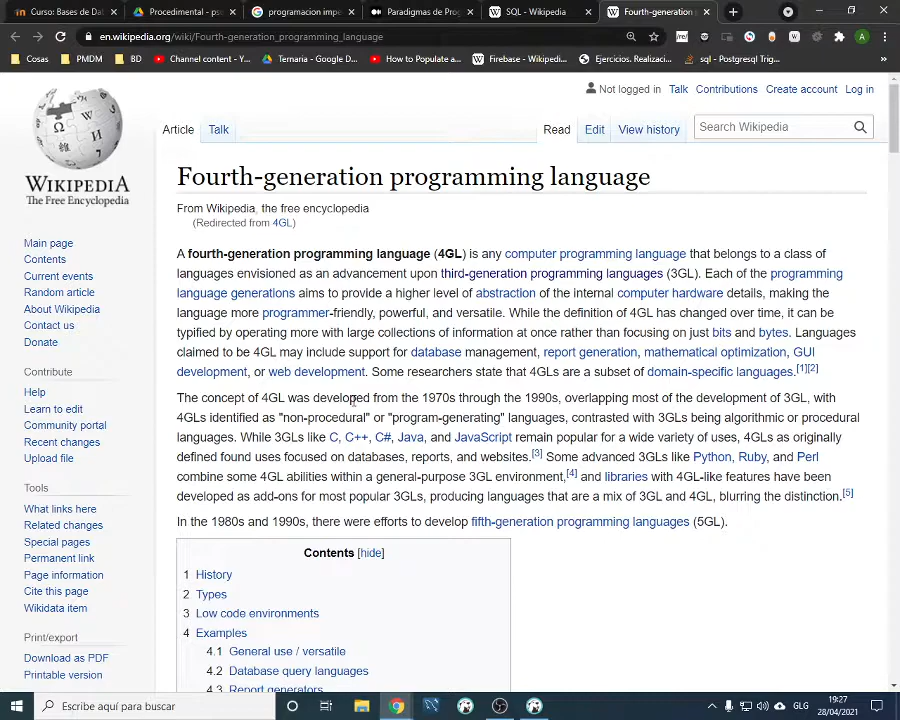 Curso: Bases de Dat
Procedimental - pse
programacion impe
Paradigmas de Prog
SQL - Wikipedia
Fourth-generation p
en.wikipedia.org/wiki/Fourth-generation_programming_language
Cosas
PMDM
BD
Channel content - Y...
Ternaria - Google D...
How to Populate a...
Firebase - Wikipedi...
Ejercicios. Realizaci...
sql - Postgresql Trig...
»
Not logged in Talk Contributions Create account Log in
Article Talk Read Edit View history Search Wikipedia
WIKIPEDIA
The Free Encyclopedia
Main page
Contents
Current events
Random article
About Wikipedia
Contact us
Donate
Contribute
Help
Learn to edit
Community portal
Recent changes
Upload file
Tools
What links here
Related changes
Special pages
Permanent link
Page information
Cite this page
Wikidata item
Print/export
Download as PDF
Printable version
Fourth-generation programming language
From Wikipedia, the free encyclopedia
(Redirected from 4GL)
A fourth-generation programming language (4GL) is any computer programming language that belongs to a class of
languages envisioned as an advancement upon third-generation programming languages (3GL). Each of the programming
language generations aims to provide a higher level of abstraction of the internal computer hardware details, making the
language more programmer-friendly, powerful, and versatile. While the definition of 4GL has changed over time, it can be
typified by operating more with large collections of information at once rather than focusing on just bits and bytes. Languages
claimed to be 4GL may include support for database management, report generation, mathematical optimization, GUI
development, or web development. Some researchers state that 4GLs are a subset of domain-specific languages.[1][2]
The concept of 4GL was developed from the 1970s through the 1990s, overlapping most of the development of 3GL, with
4GLs identified as "non-procedural" or "program-generating" languages, contrasted with 3GLs being algorithmic or procedural
languages. While 3GLs like C, C++, C#, Java, and JavaScript remain popular for a wide variety of uses, 4GLs as originally
defined found uses focused on databases, reports, and websites.[3] Some advanced 3GLs like Python, Ruby, and Perl
combine some 4GL abilities within a general-purpose 3GL environment,[4] and libraries with 4GL-like features have been
developed as add-ons for most popular 3GLs, producing languages that are a mix of 3GL and 4GL, blurring the distinction.[5]
In the 1980s and 1990s, there were efforts to develop fifth-generation programming languages (5GL).
Contents [hide]
1 History
2 Types
3 Low code environments
4 Examples
4.1 General use / versatile
4.2 Database query languages
4.3 Report generators
Escribe aquí para buscar
GLG
19:27
28/04/2021